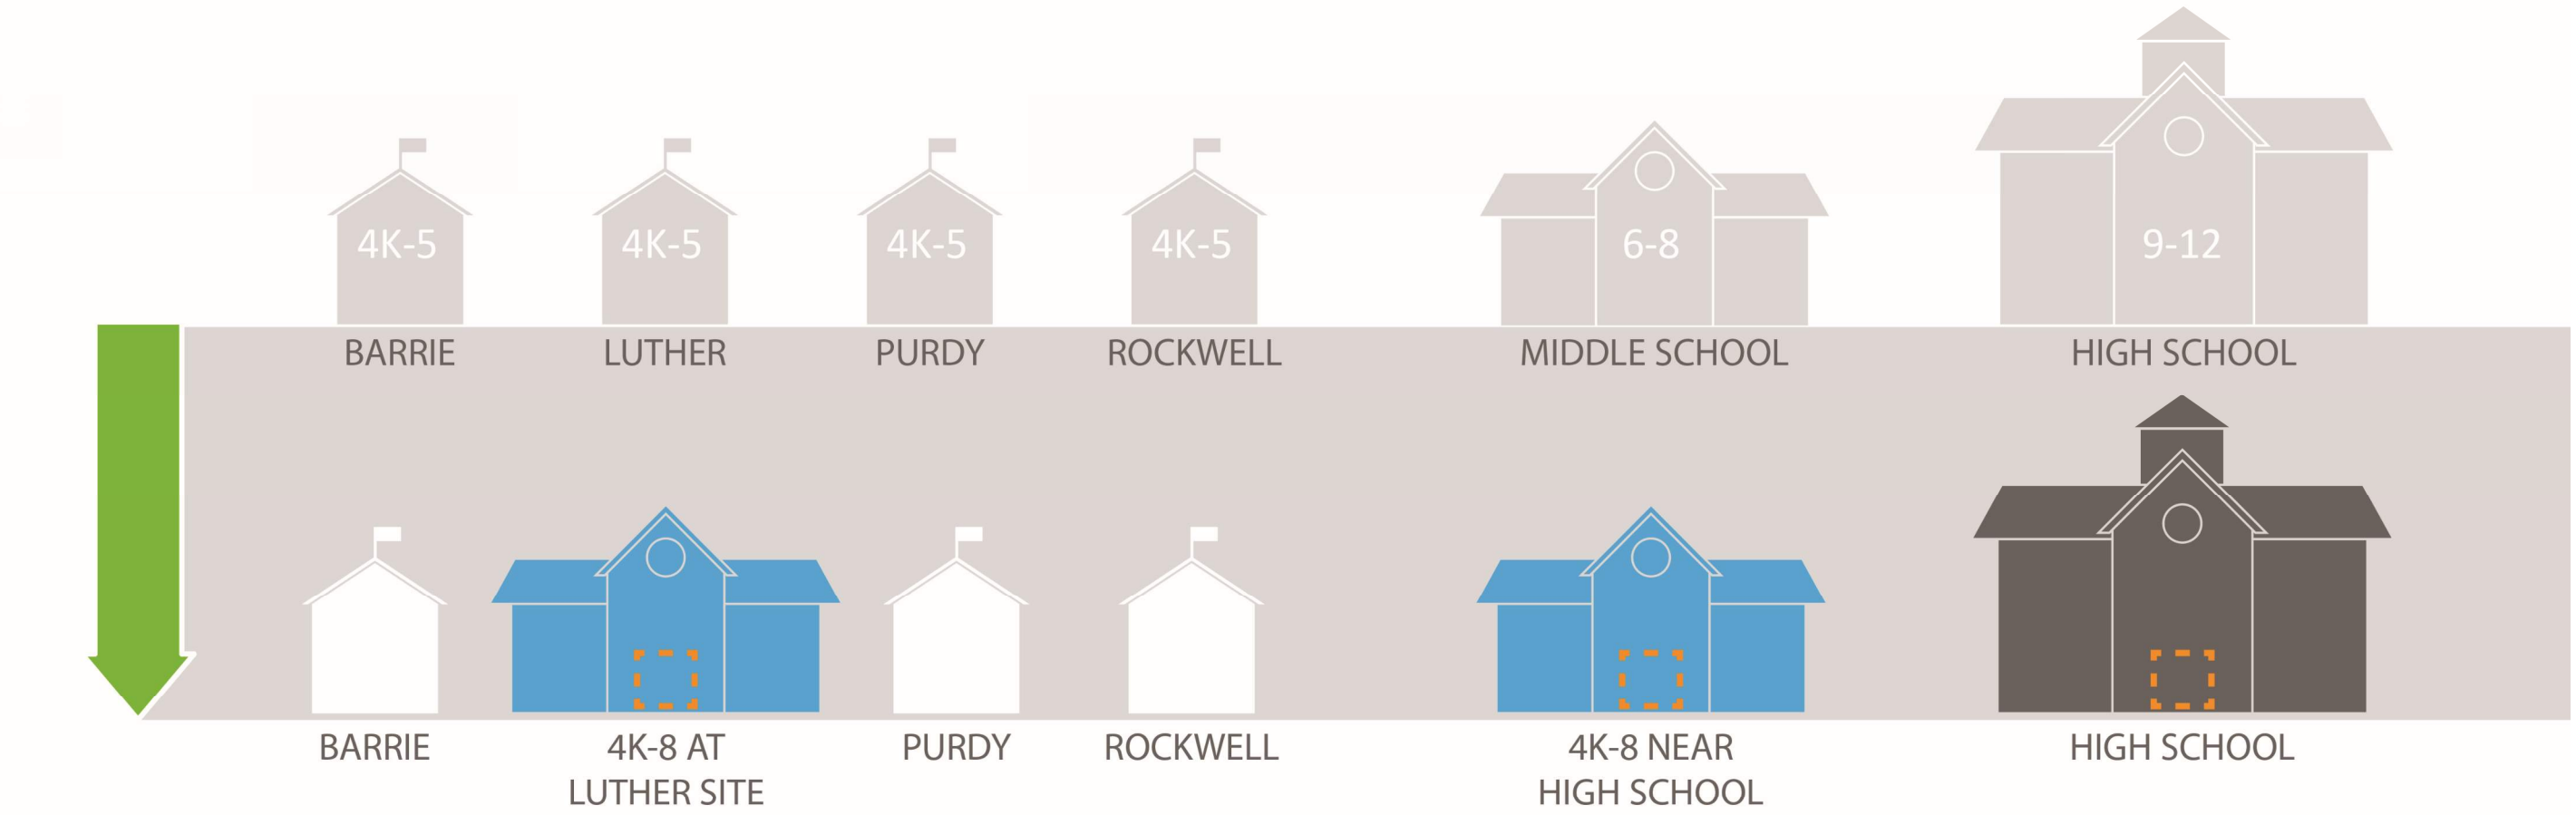 4K-5 4K-5 4K-5 4K-5 6-8 9-12
BARRIE LUTHER PURDY ROCKWELL MIDDLE SCHOOL HIGH SCHOOL
BARRIE 4K-8 AT PURDY ROCKWELL 4K-8 NEAR HIGH SCHOOL
LUTHER SITE HIGH SCHOOL